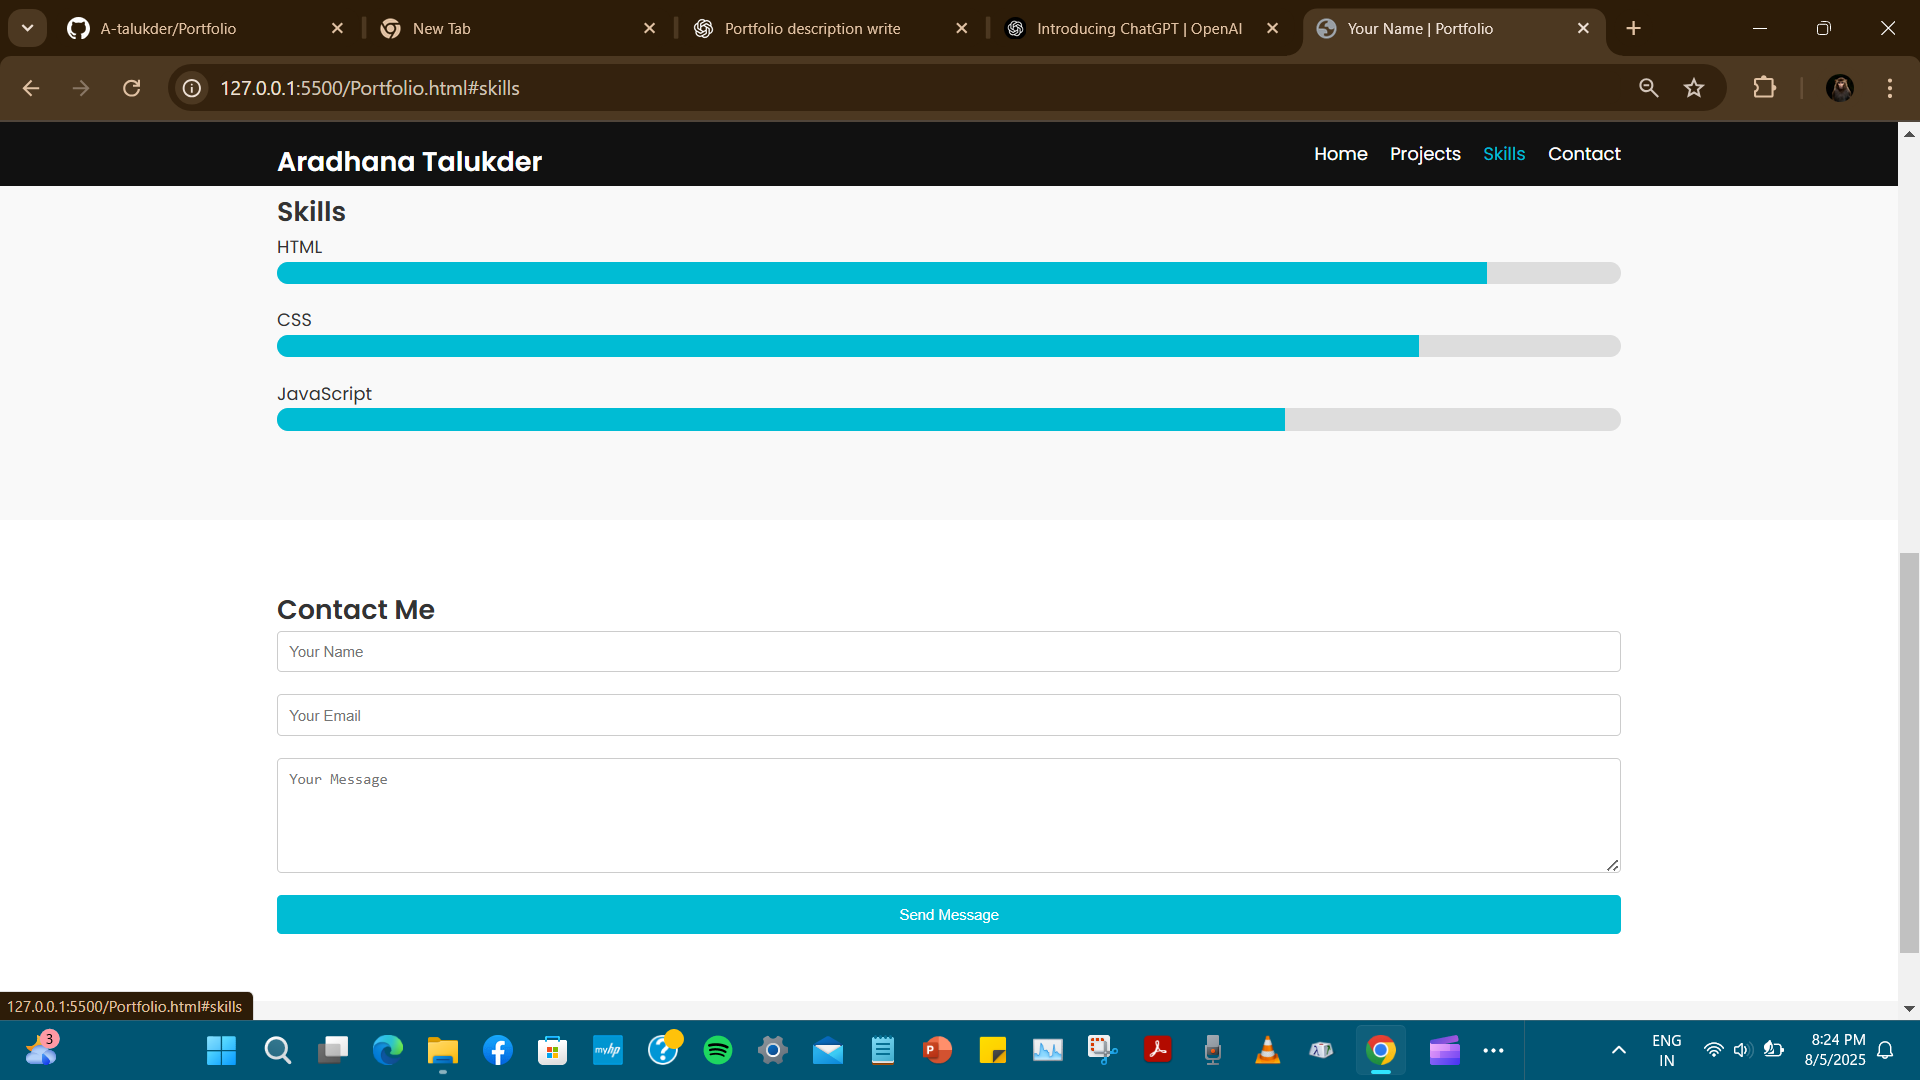 A-talukder/Portfolio
New Tab
Portfolio description write
Introducing ChatGPT | OpenAI
Your Name | Portfolio
127.0.0.1:5500/Portfolio.html#skills
Aradhana Talukder
Home Projects Skills Contact
Skills
HTML
CSS
JavaScript
Contact Me
Your Name
Your Email
Your Message
Send Message
127.0.0.1:5500/Portfolio.html#skills
3
myhp
ENG
IN
8:24 PM
8/5/2025